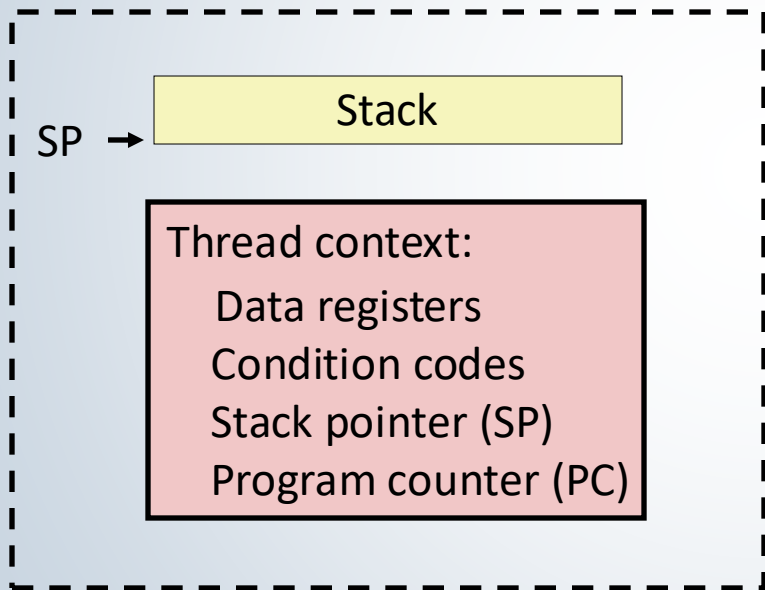 Stack
SP
Thread context:
Data registers
Condition codes
Stack pointer (SP)
Program counter (PC)